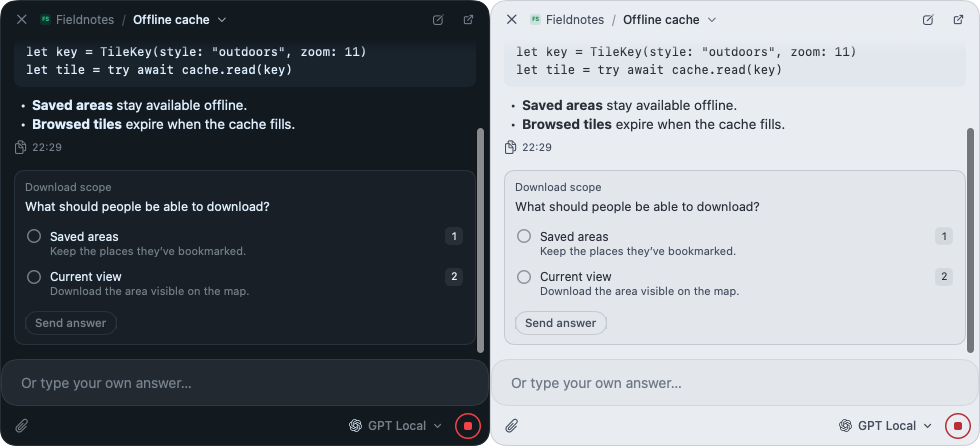 FS Fieldnotes / Offline cache
let key = TileKey(style: "outdoors", zoom: 11)
let tile = try await cache.read(key)
• Saved areas stay available offline.
• Browsed tiles expire when the cache fills.
22:29
Download scope
What should people be able to download?
Saved areas 1
Keep the places they've bookmarked.
Current view 2
Download the area visible on the map.
Send answer
Or type your own answer...
GPT Local
FS Fieldnotes / Offline cache
let key = TileKey(style: "outdoors", zoom: 11)
let tile = try await cache.read(key)
• Saved areas stay available offline.
• Browsed tiles expire when the cache fills.
22:29
Download scope
What should people be able to download?
Saved areas 1
Keep the places they've bookmarked.
Current view 2
Download the area visible on the map.
Send answer
Or type your own answer...
GPT Local